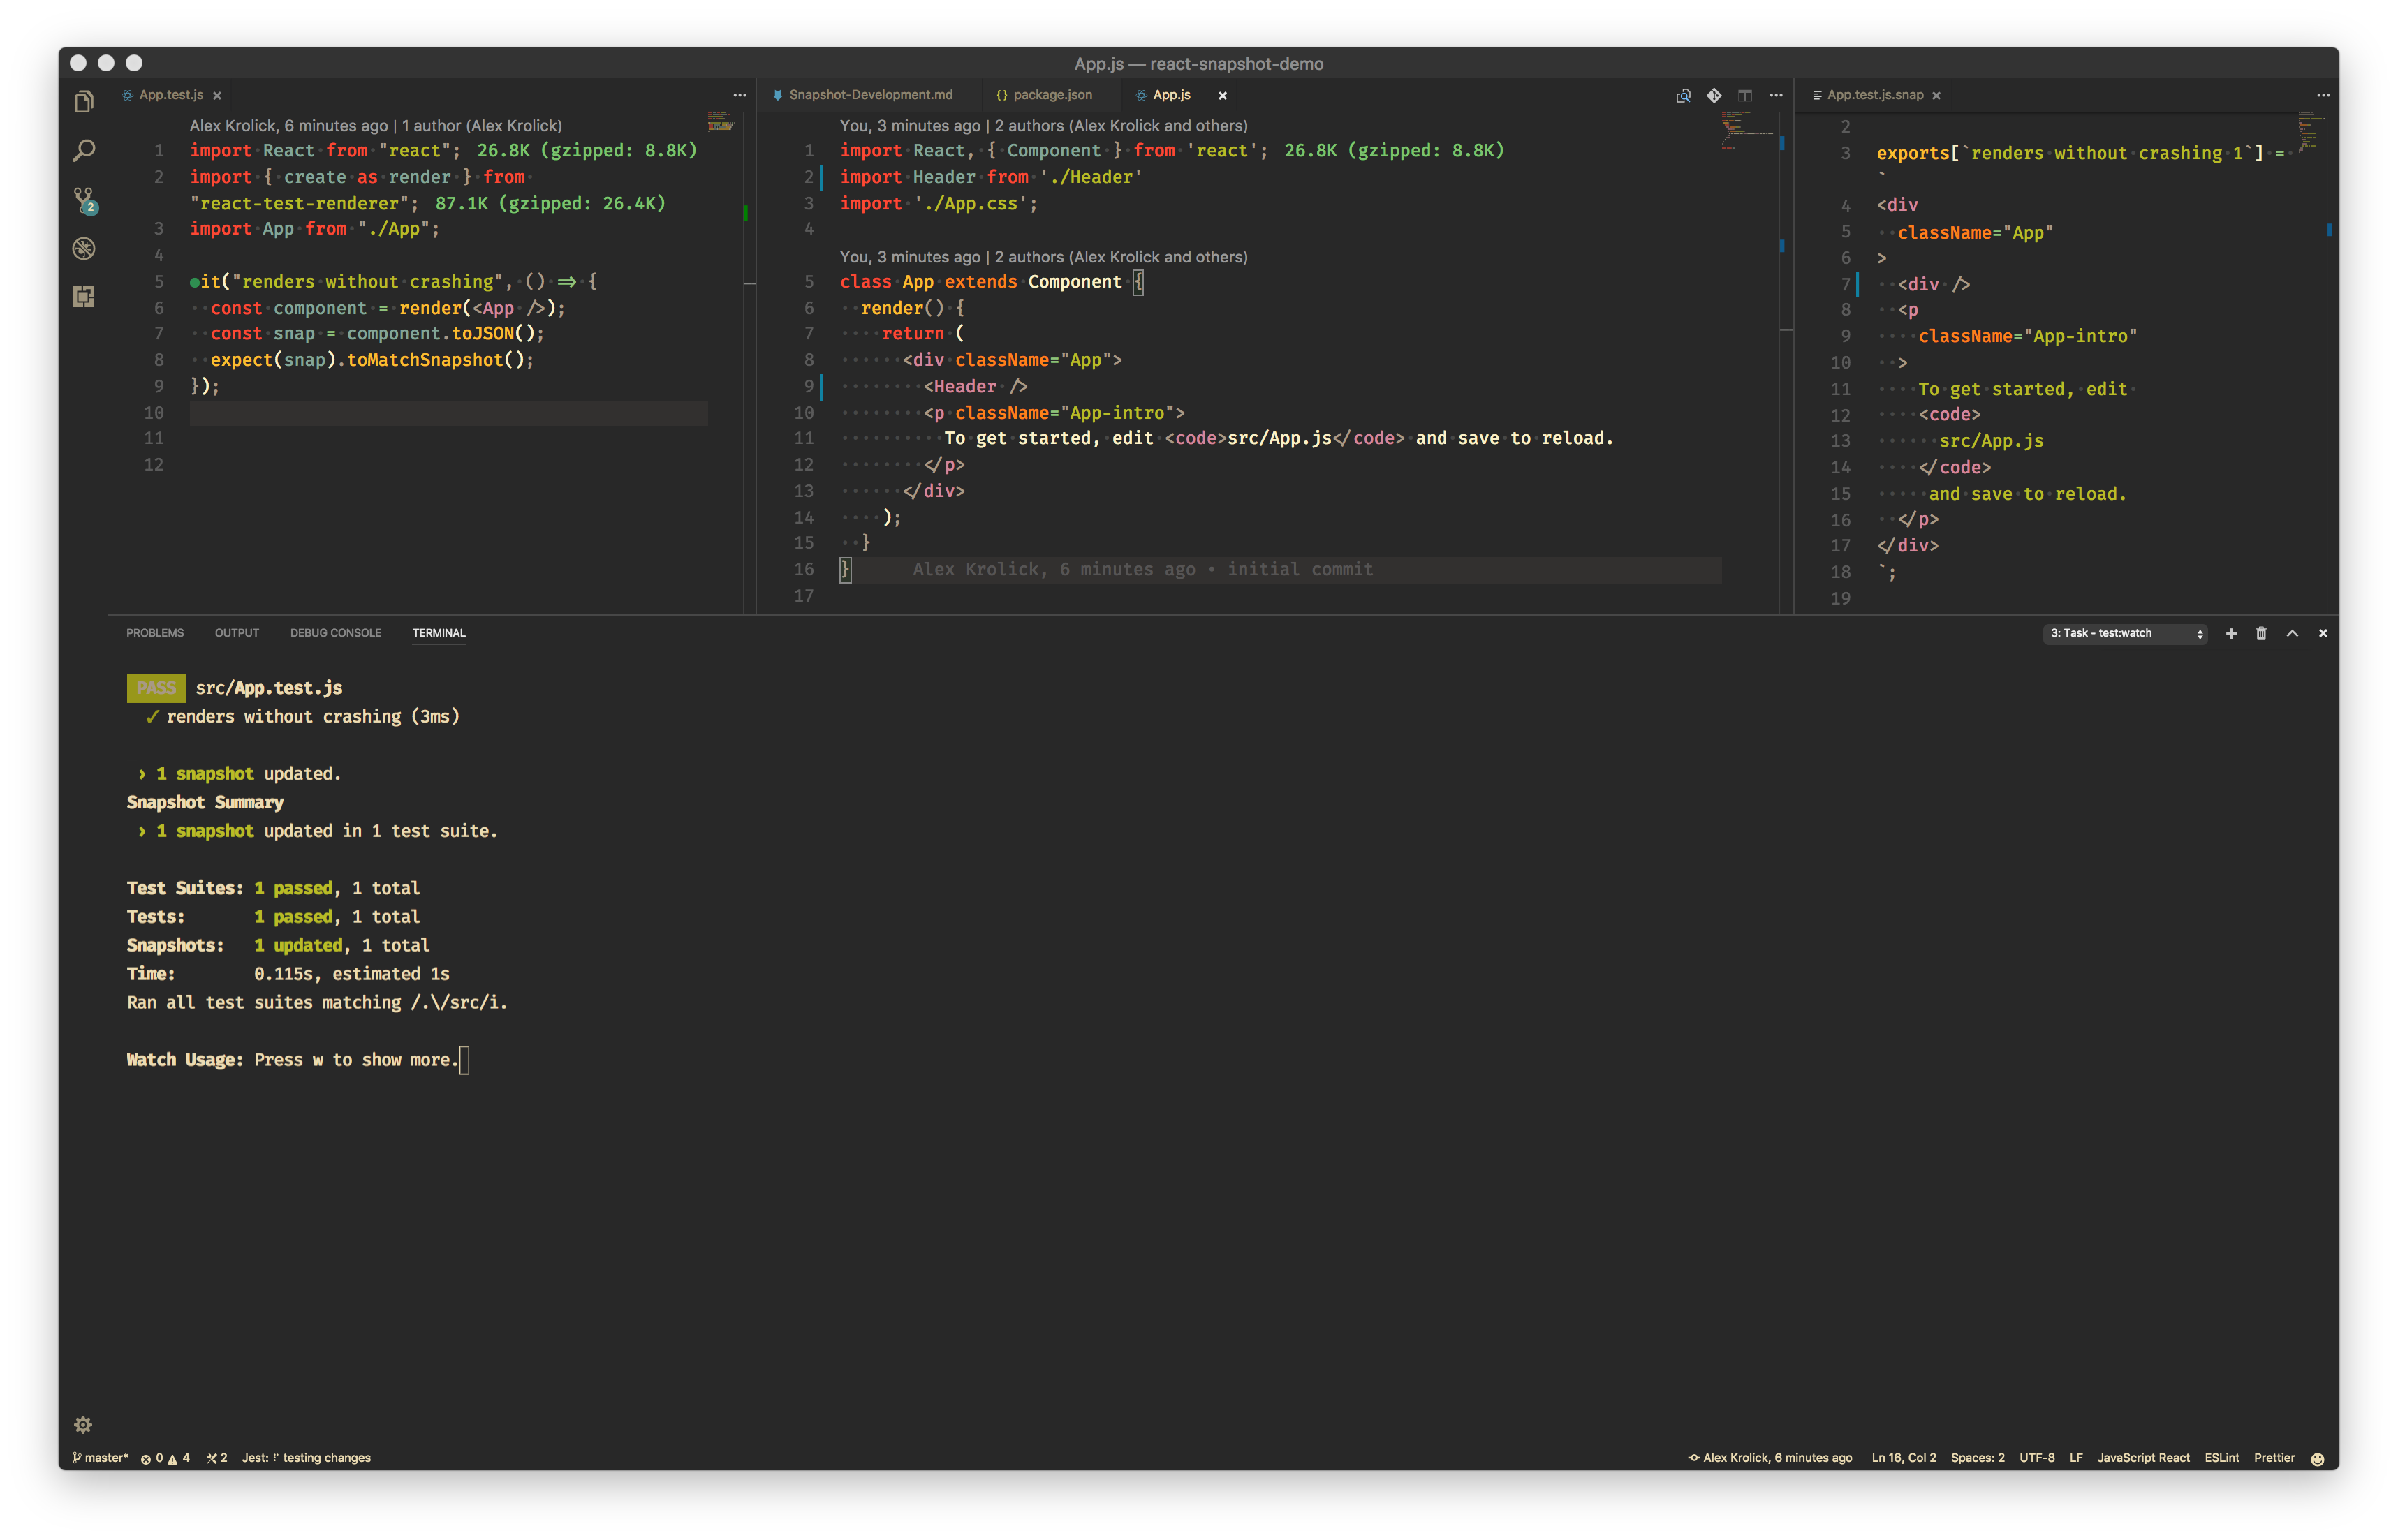 App.js — react-snapshot-demo
App.test.js
Alex Krolick, 6 minutes ago | 1 author (Alex Krolick)
1 import React from "react"; 26.8K (gzipped: 8.8K)
2 import { create as render } from
"react-test-renderer"; 87.1K (gzipped: 26.4K)
3 import App from "./App";
4
5 it("renders without crashing", () => {
6   const component = render(<App />);
7   const snap = component.toJSON();
8   expect(snap).toMatchSnapshot();
9 });
10
11
12
Snapshot-Development.md {} package.json App.js
You, 3 minutes ago | 2 authors (Alex Krolick and others)
1 import React, { Component } from 'react'; 26.8K (gzipped: 8.8K)
2 import Header from './Header'
3 import './App.css';
4
You, 3 minutes ago | 2 authors (Alex Krolick and others)
5 class App extends Component {
6   render() {
7     return (
8       <div className="App">
9         <Header />
10         <p className="App-intro">
11           To get started, edit <code>src/App.js</code> and save to reload.
12         </p>
13       </div>
14     );
15   }
16 } Alex Krolick, 6 minutes ago • initial commit
17
App.test.js.snap
2
3 exports[`renders without crashing 1`] =
`
4 <div
5   className="App"
6 >
7   <div />
8   <p
9     className="App-intro"
10   >
11     To get started, edit
12     <code>
13       src/App.js
14     </code>
15      and save to reload.
16   </p>
17 </div>
18 `;
19
2
PROBLEMS OUTPUT DEBUG CONSOLE TERMINAL
3: Task - test:watch
PASS src/App.test.js
✓ renders without crashing (3ms)
› 1 snapshot updated.
Snapshot Summary
› 1 snapshot updated in 1 test suite.
Test Suites: 1 passed, 1 total
Tests: 1 passed, 1 total
Snapshots: 1 updated, 1 total
Time: 0.115s, estimated 1s
Ran all test suites matching /.\/src/i.
Watch Usage: Press w to show more.
master* 0 4 2 Jest: testing changes
Alex Krolick, 6 minutes ago Ln 16, Col 2 Spaces: 2 UTF-8 LF JavaScript React ESLint Prettier